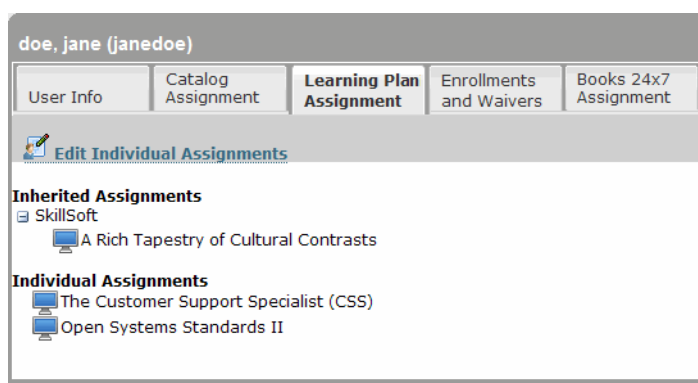 doe, jane (janedoe)
User Info
Catalog
Assignment
Learning Plan
Assignment
Enrollments
and Waivers
Books 24x7
Assignment
Edit Individual Assignments
Inherited Assignments
SkillSoft
A Rich Tapestry of Cultural Contrasts
Individual Assignments
The Customer Support Specialist (CSS)
Open Systems Standards II